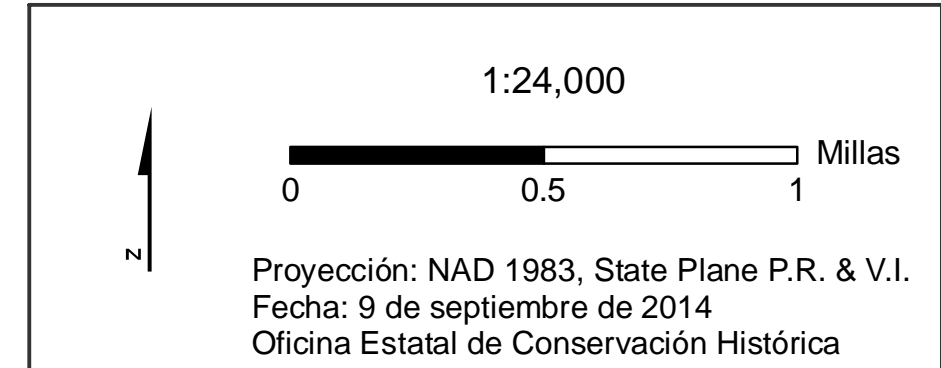 1:24,000
Millas
0 0.5 1
N
Proyección: NAD 1983, State Plane P.R. & V.I.
Fecha: 9 de septiembre de 2014
Oficina Estatal de Conservación Histórica